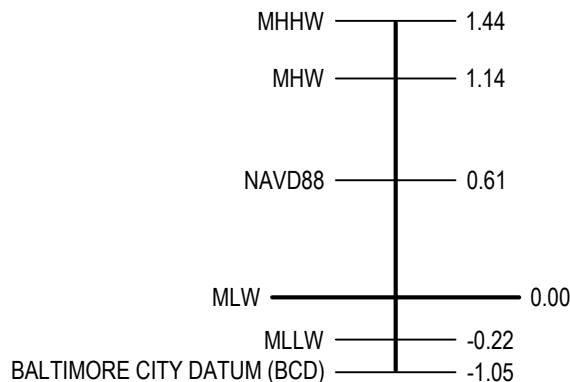 MHHW 1.44
MHW 1.14
NAVD88 0.61
MLW 0.00
MLLW -0.22
BALTIMORE CITY DATUM (BCD) -1.05